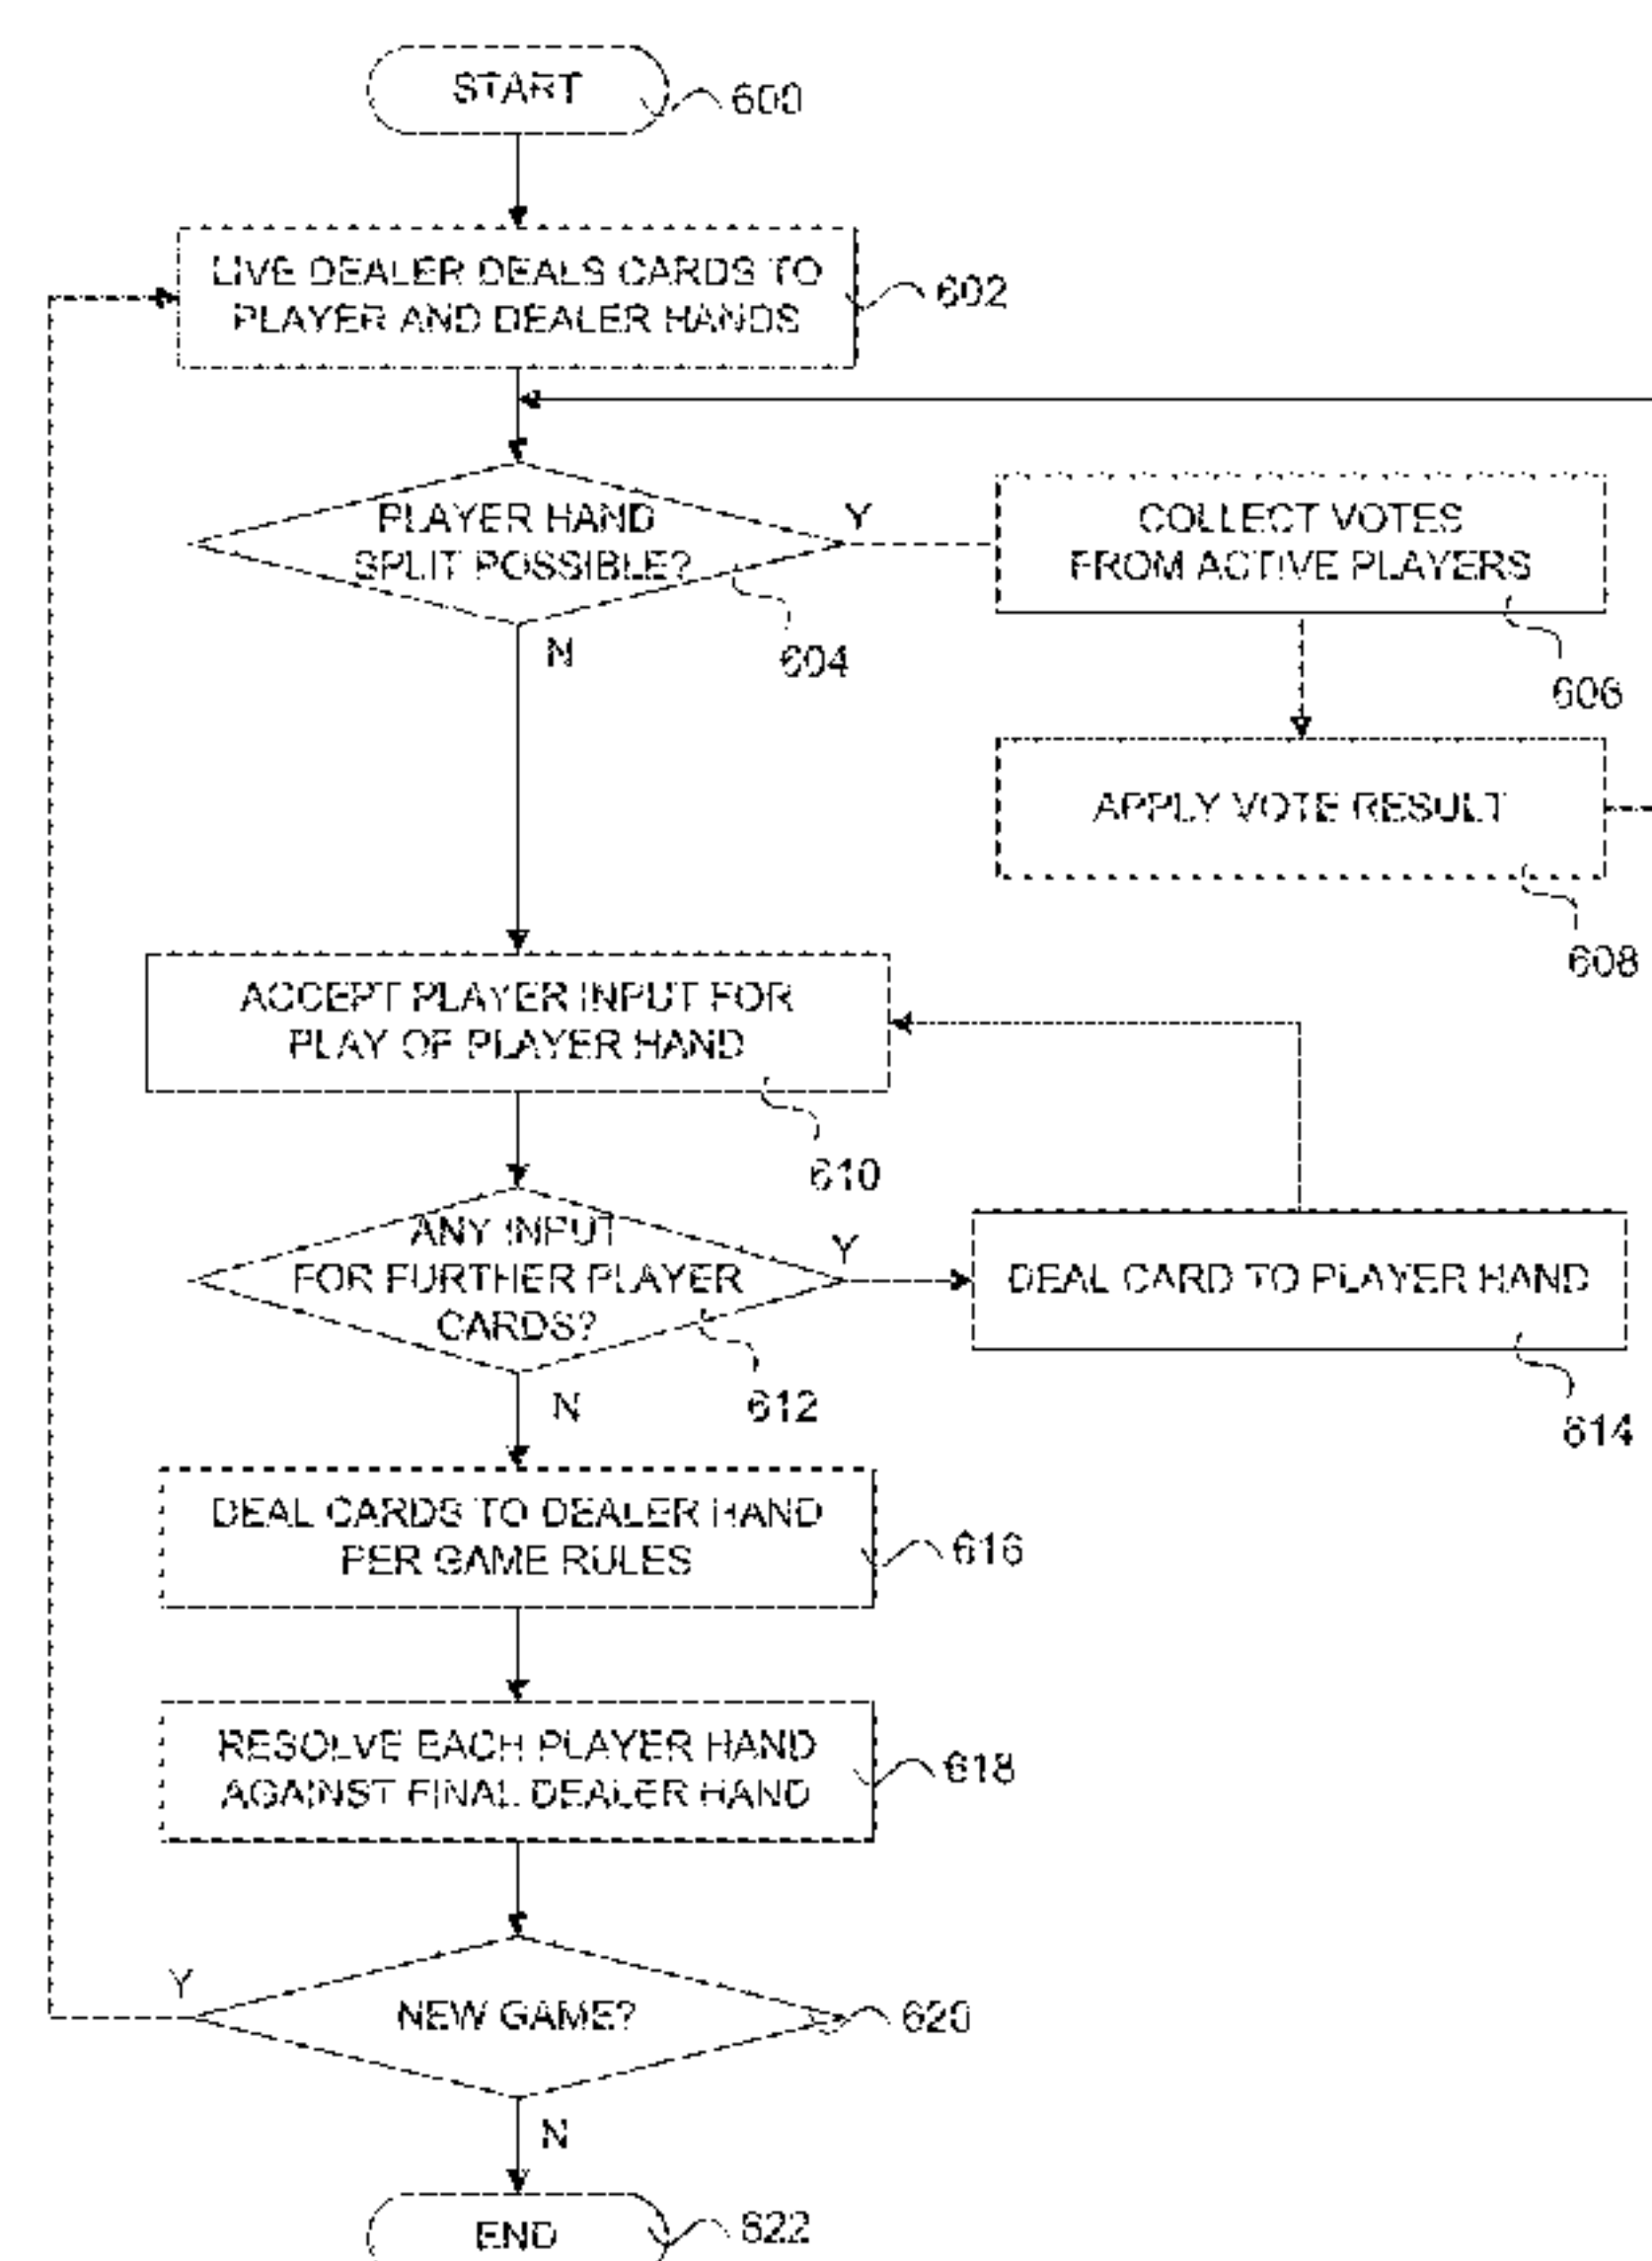 START
600
LIVE DEALER DEALS CARDS TO
PLAYER AND DEALER HANDS
602
PLAYER HAND
SPLIT POSSIBLE?
Y
N
604
COLLECT VOTES
FROM ACTIVE PLAYERS
606
APPLY VOTE RESULT
608
ACCEPT PLAYER INPUT FOR
PLAY OF PLAYER HAND
610
ANY INPUT
FOR FURTHER PLAYER
CARDS?
Y
N
612
DEAL CARD TO PLAYER HAND
614
DEAL CARDS TO DEALER HAND
PER GAME RULES
616
RESOLVE EACH PLAYER HAND
AGAINST FINAL DEALER HAND
618
Y
NEW GAME?
620
N
END
622